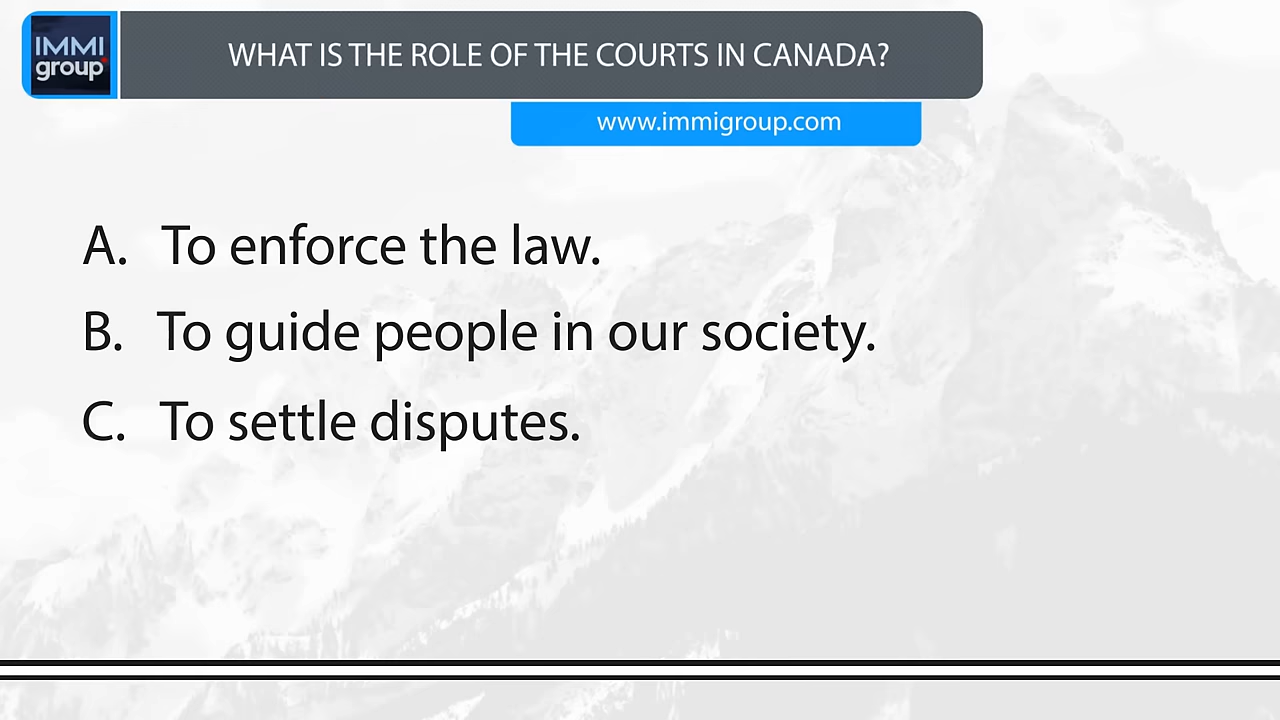 IMMI
group
WHAT IS THE ROLE OF THE COURTS IN CANADA?
www.immigroup.com
A. To enforce the law.
B. To guide people in our society.
C. To settle disputes.